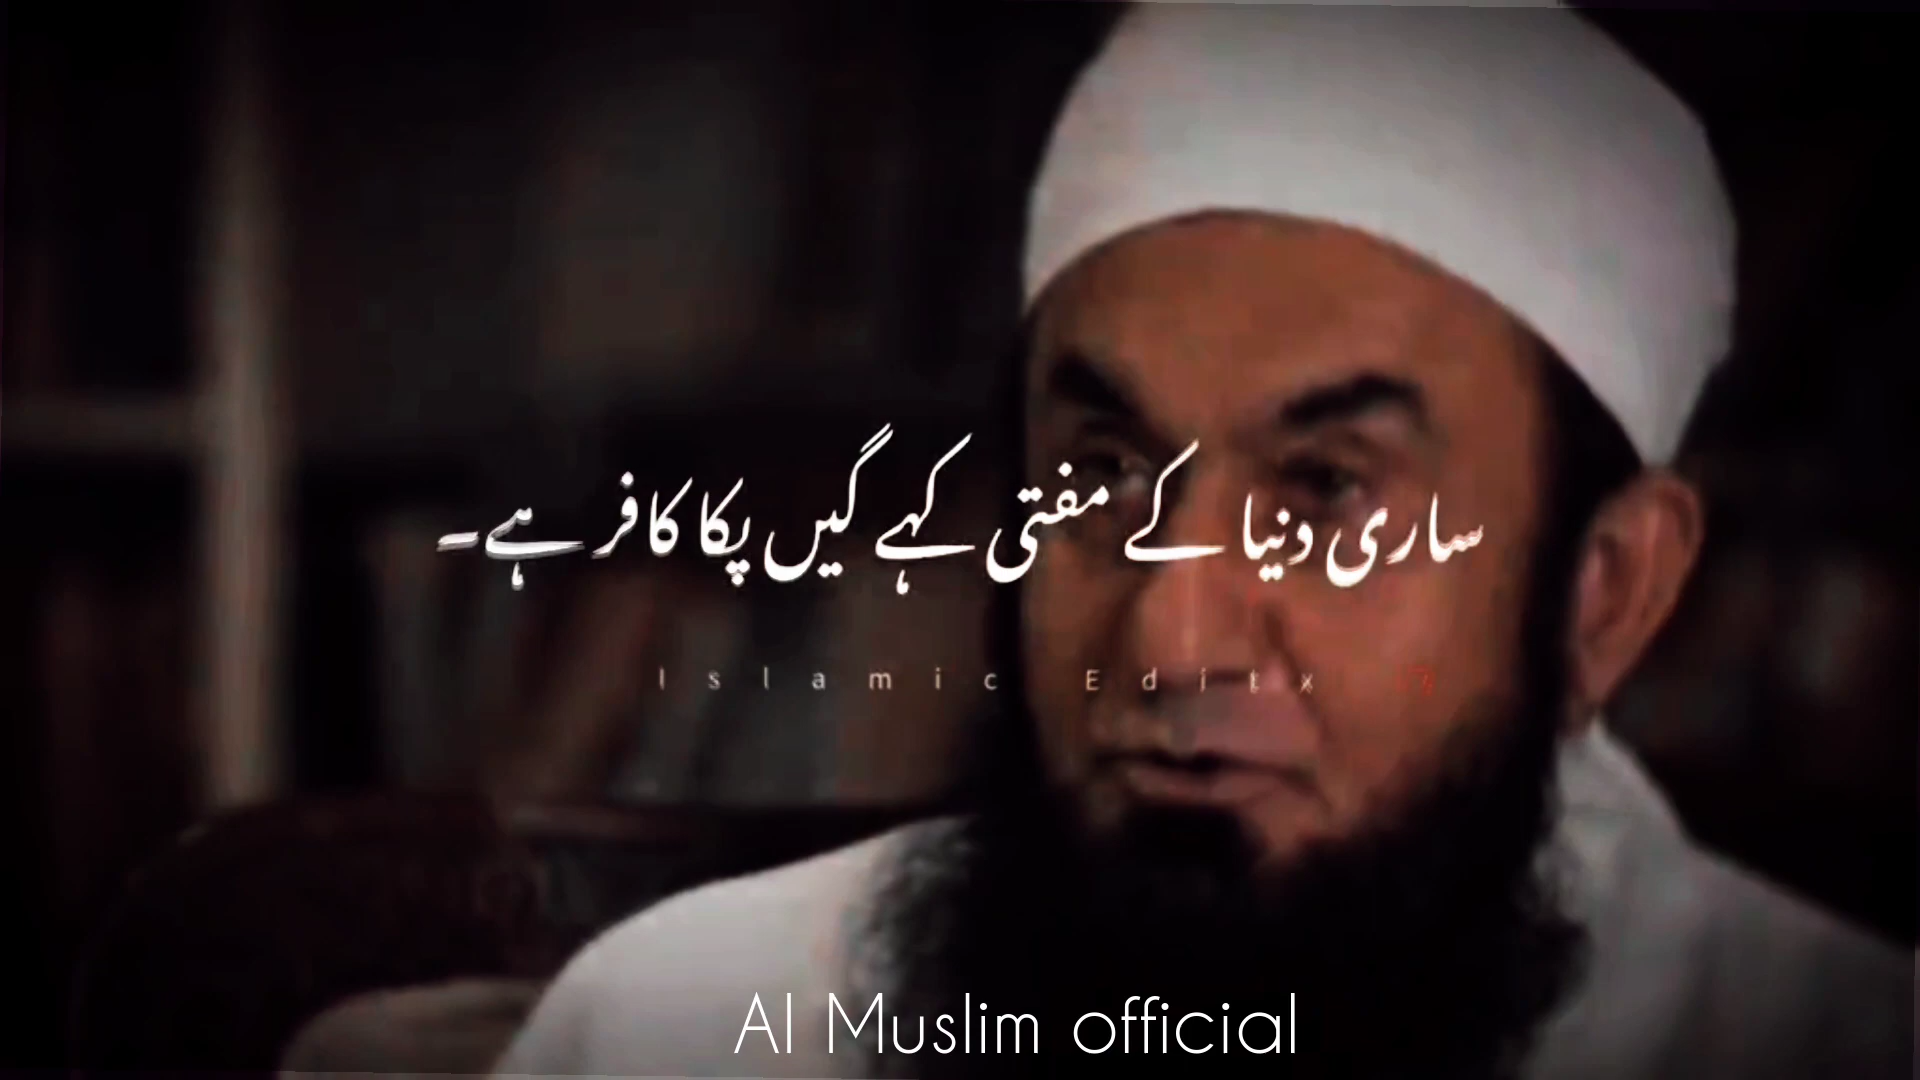 ساری دنیا کے مفتی کہے گیں پکا کافر ہے۔
Islamic Editx
Al Muslim official